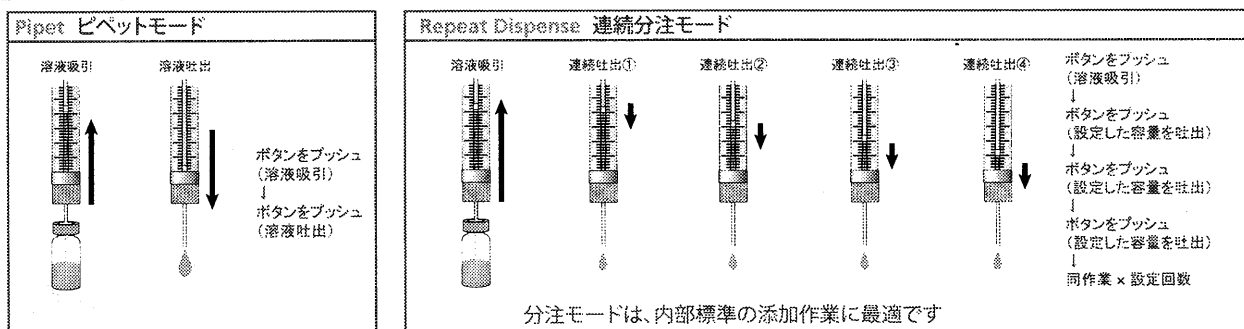 Pipet ピペットモード
溶液吸引
溶液吐出
ボタンをプッシュ
(溶液吸引)
↓
ボタンをプッシュ
(溶液吐出)
Repeat Dispense 連続分注モード
溶液吸引
連続吐出①
連続吐出②
連続吐出③
連続吐出④
ボタンをプッシュ
(溶液吸引)
↓
ボタンをプッシュ
(設定した容量を吐出)
↓
ボタンをプッシュ
(設定した容量を吐出)
↓
ボタンをプッシュ
(設定した容量を吐出)
↓
同作業 × 設定回数
分注モードは、内部標準の添加作業に最適です